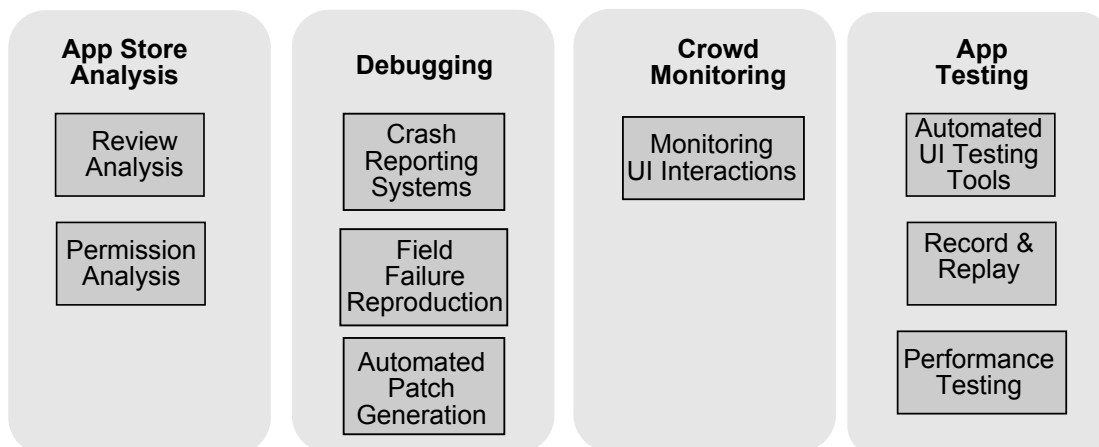 App Store
Analysis
Review
Analysis
Permission
Analysis
Debugging
Crash
Reporting
Systems
Field
Failure
Reproduction
Automated
Patch
Generation
Crowd
Monitoring
Monitoring
UI Interactions
App
Testing
Automated
UI Testing
Tools
Record &
Replay
Performance
Testing